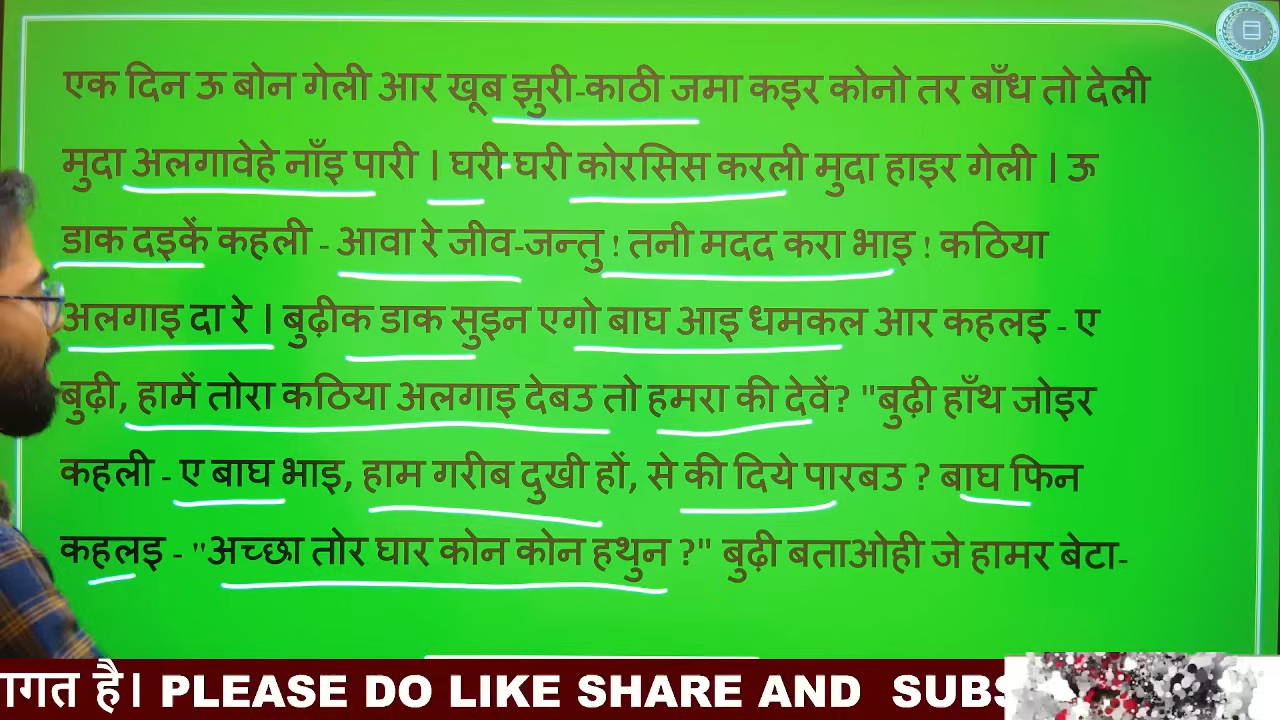 एक दिन ऊ बोन गेली आर खूब झुरी-काठी जमा कइर कोनो तर बाँध तो देली
मुदा अलगावेहे नाँइ पारी | घरी-घरी कोरसिस करली मुदा हाइर गेली | ऊ
डाक दइकें कहली - आवा रे जीव-जन्तु ! तनी मदद करा भाइ ! कठिया
अलगाइ दा रे | बुढ़ीक डाक सुइन एगो बाघ आइ धमकल आर कहलइ - ए
बुढ़ी, हामें तोरा कठिया अलगाइ देबउ तो हमरा की देवें? "बुढ़ी हाँथ जोइर
कहली - ए बाघ भाइ, हाम गरीब दुखी हों, से की दिये पारबउ ? बाघ फिन
कहलइ - "अच्छा तोर घार कोन कोन हथुन ?" बुढ़ी बताओही जे हामर बेटा-
ागत है। PLEASE DO LIKE SHARE AND SUBS